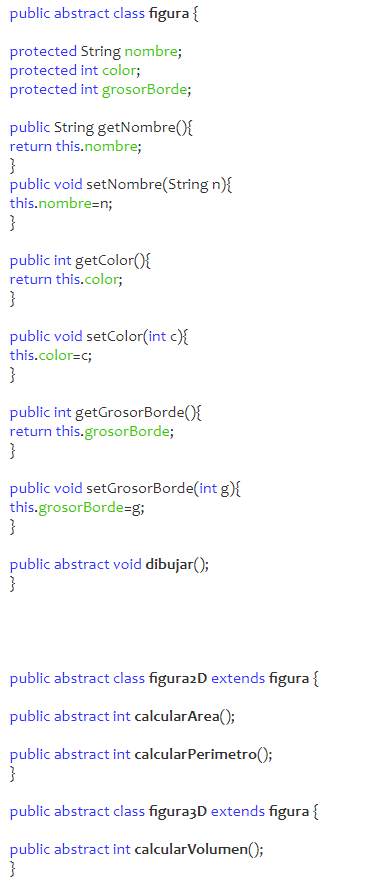 public abstract class figura {
protected String nombre;
protected int color;
protected int grosorBorde;
public String getNombre(){
return this.nombre;
}
public void setNombre(String n){
this.nombre=n;
}
public int getColor(){
return this.color;
}
public void setColor(int c){
this.color=c;
}
public int getGrosorBorde(){
return this.grosorBorde;
}
public void setGrosorBorde(int g){
this.grosorBorde=g;
}
public abstract void dibujar();
}
public abstract class figura2D extends figura {
public abstract int calcularArea();
public abstract int calcularPerimetro();
}
public abstract class figura3D extends figura {
public abstract int calcularVolumen();
}